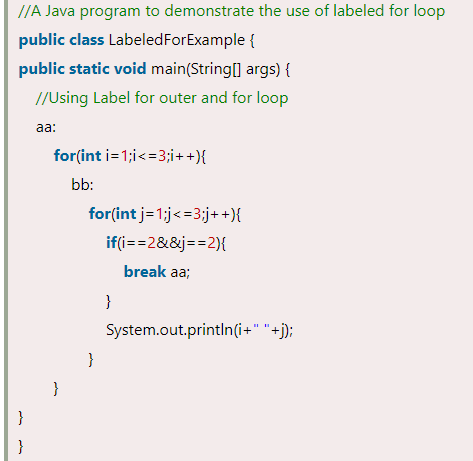 //A Java program to demonstrate the use of labeled for loop
public class LabeledForExample {
public static void main(String[] args) {
//Using Label for outer and for loop
aa:
for(int i=1;i<=3;i++){
bb:
for(int j=1;j<=3;j++){
if(i==2&&j==2){
break aa;
}
System.out.println(i+" "+j);
}
}
}
}